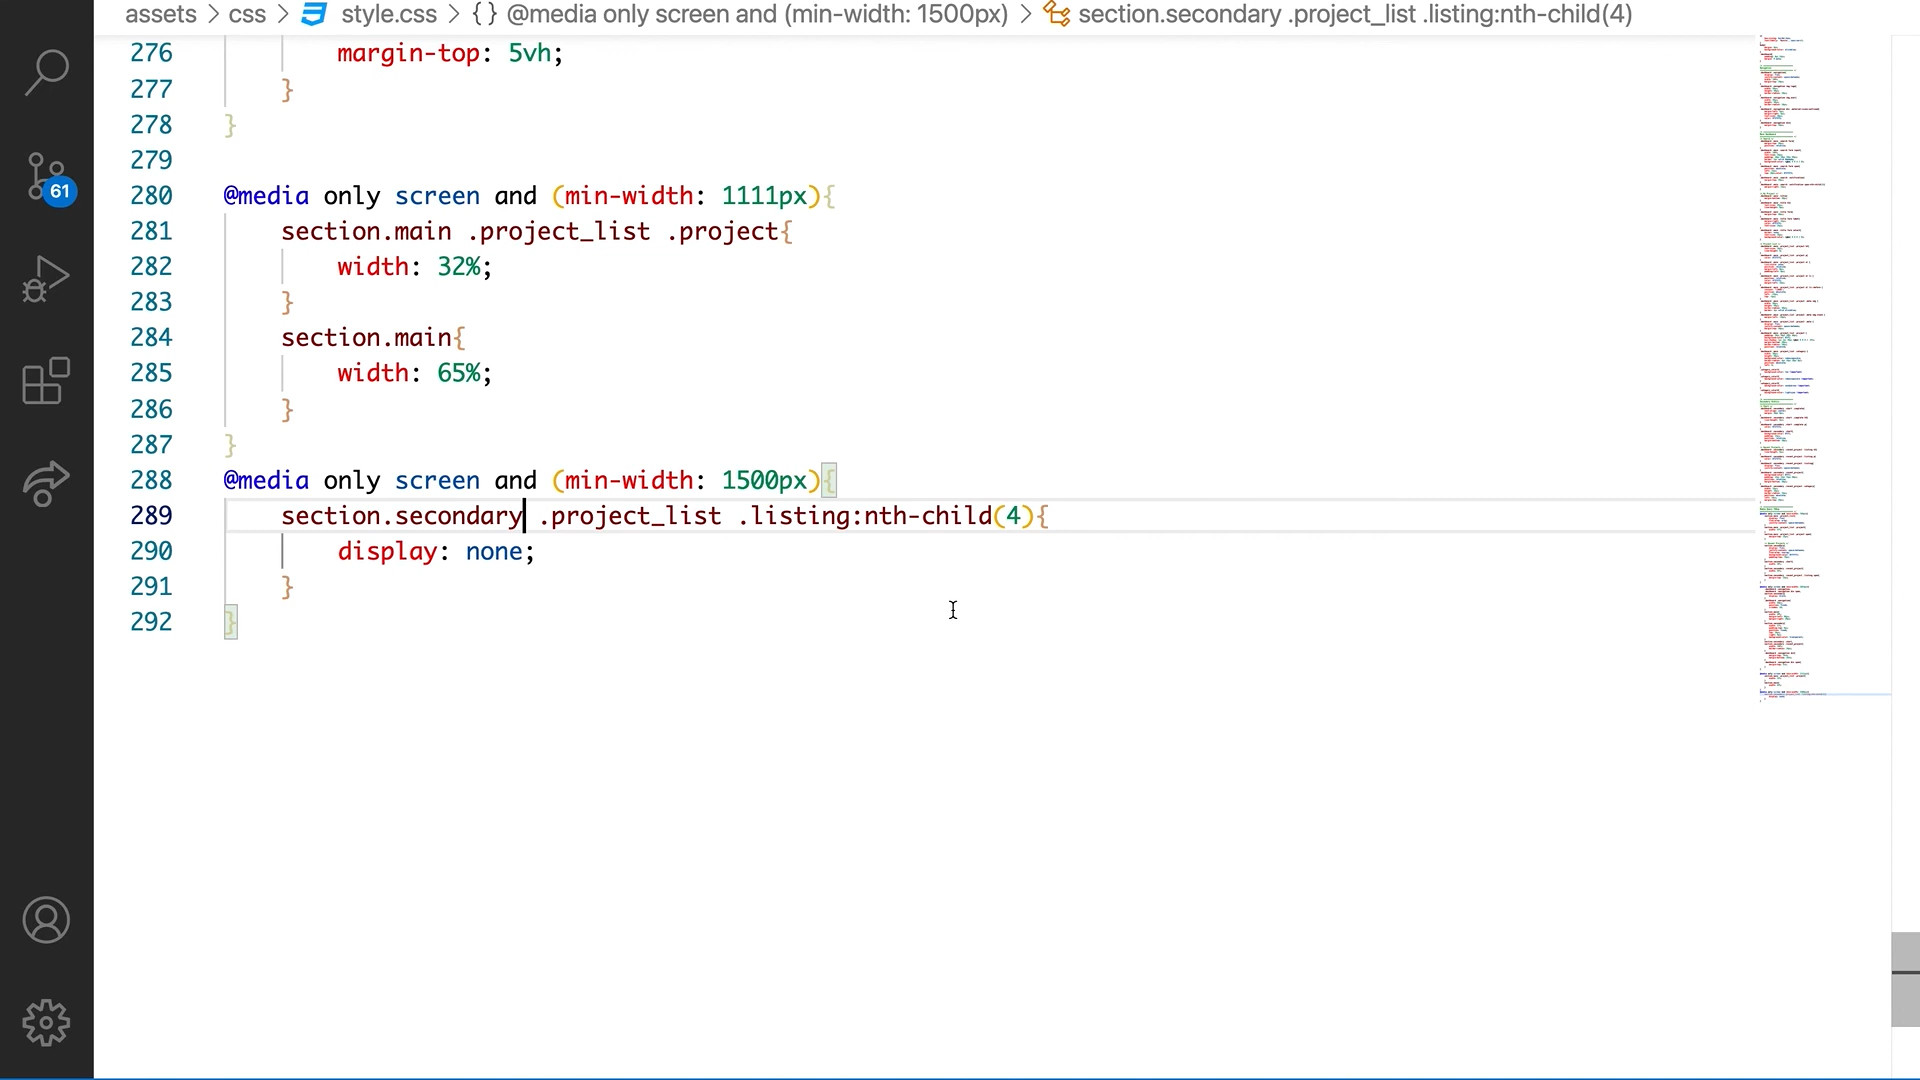 assets > css > style.css > {} @media only screen and (min-width: 1500px) > section.secondary .project_list .listing:nth-child(4)
276 margin-top: 5vh;
277 }
278 }
279
280 @media only screen and (min-width: 1111px){
281 section.main .project_list .project{
282 width: 32%;
283 }
284 section.main{
285 width: 65%;
286 }
287 }
288 @media only screen and (min-width: 1500px){
289 section.secondary .project_list .listing:nth-child(4){
290 display: none;
291 }
292 }
61